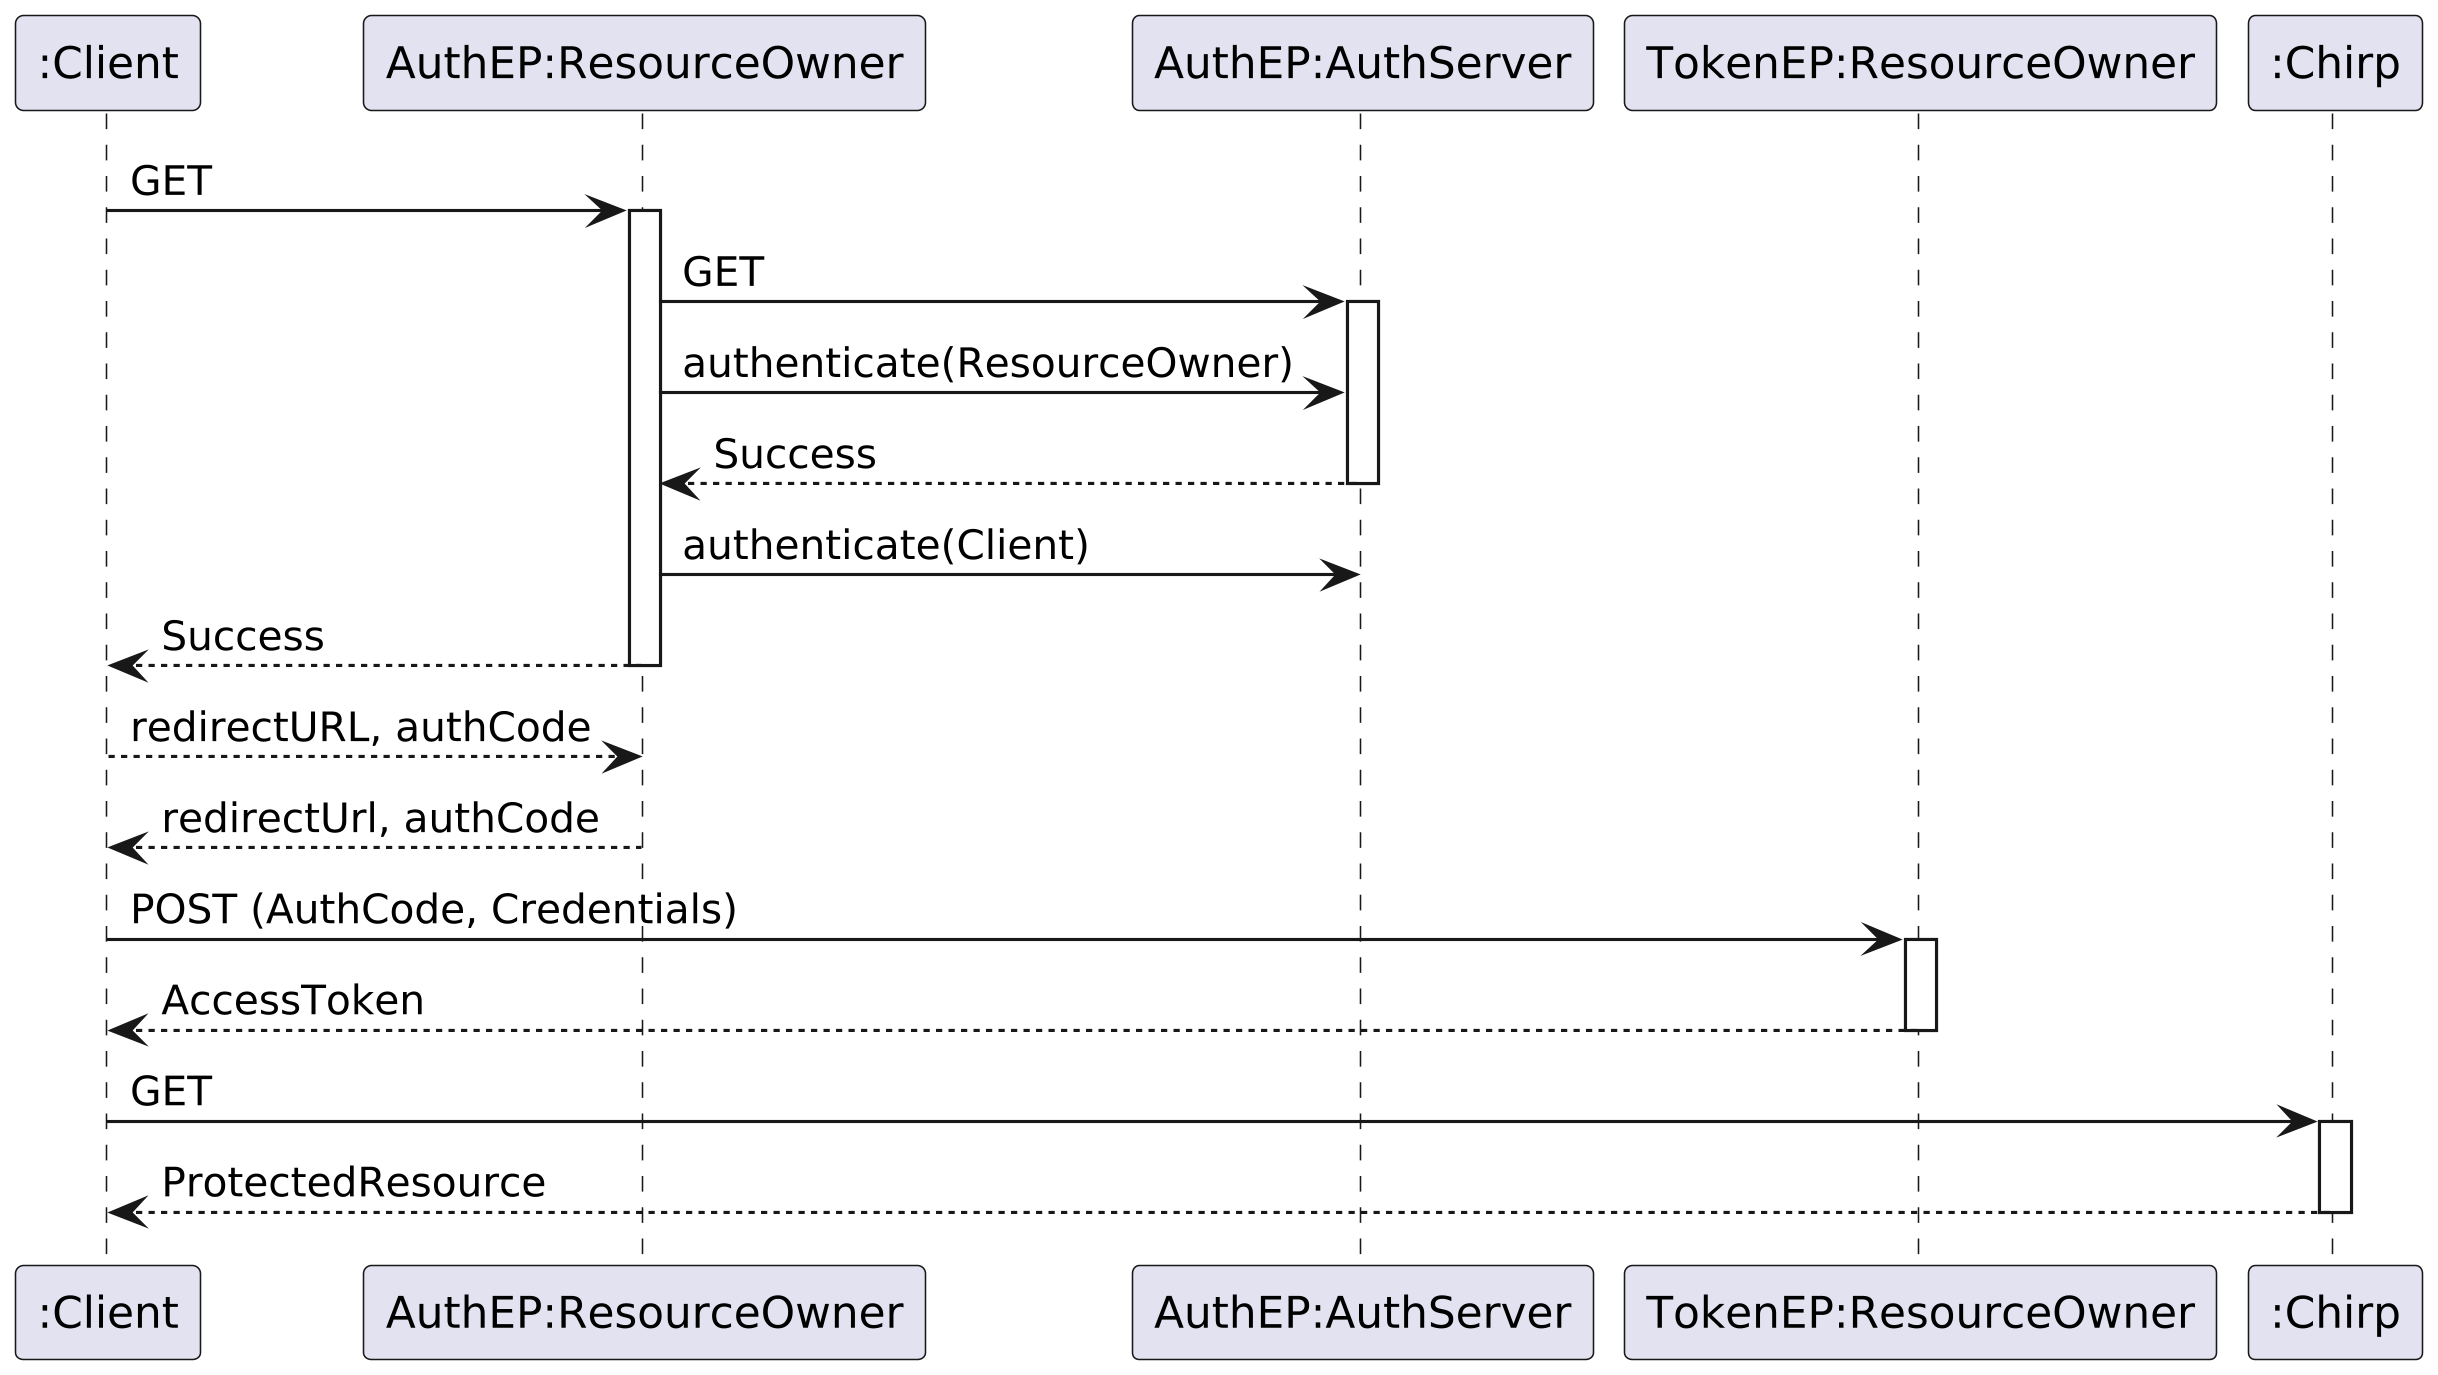 :Client
AuthEP:ResourceOwner
AuthEP:AuthServer
TokenEP:ResourceOwner
:Chirp
GET
GET
authenticate(ResourceOwner)
Success
authenticate(Client)
Success
redirectURL, authCode
redirectUrl, authCode
POST (AuthCode, Credentials)
AccessToken
GET
ProtectedResource
:Client
AuthEP:ResourceOwner
AuthEP:AuthServer
TokenEP:ResourceOwner
:Chirp